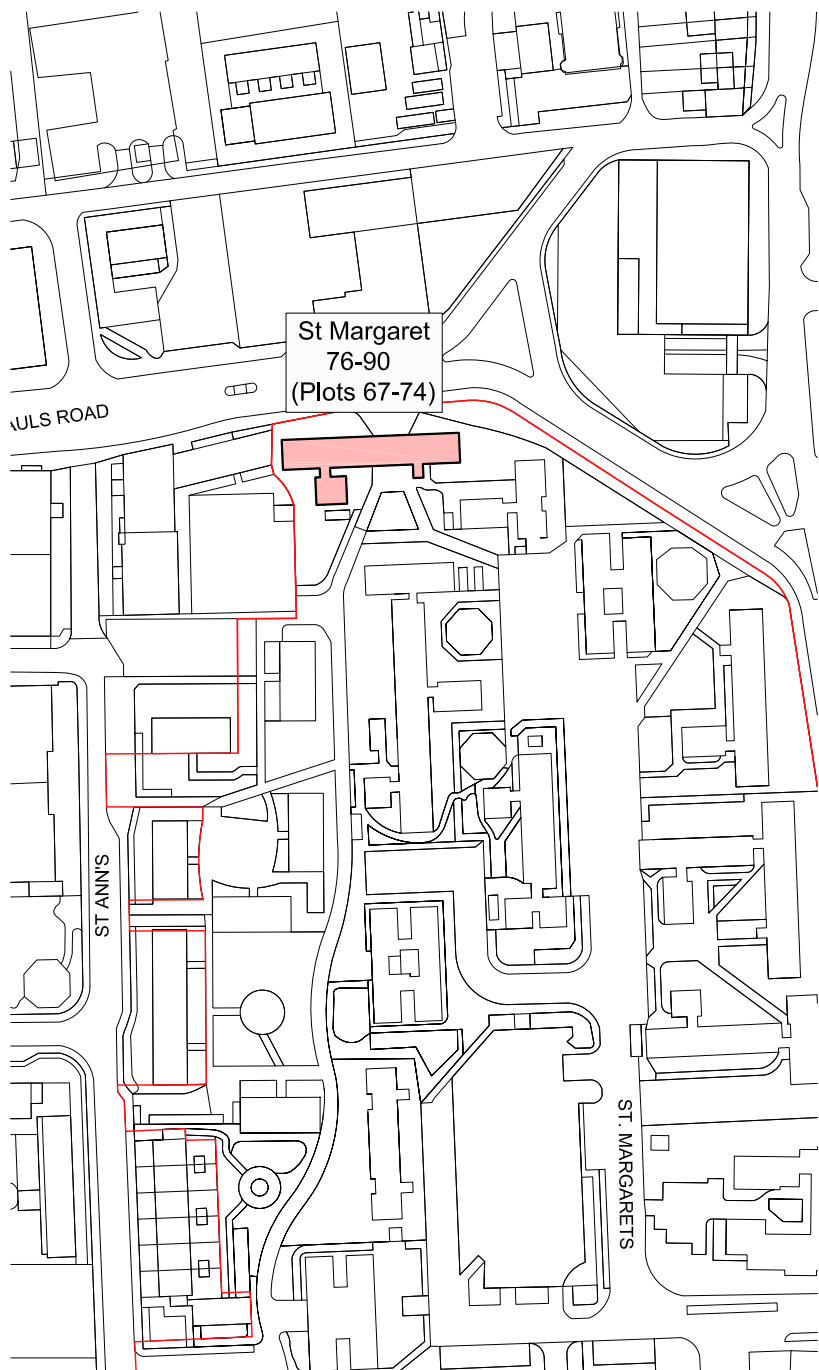 St Margaret
76-90
(Plots 67-74)
AULS ROAD
ST ANN'S
ST. MARGARETS